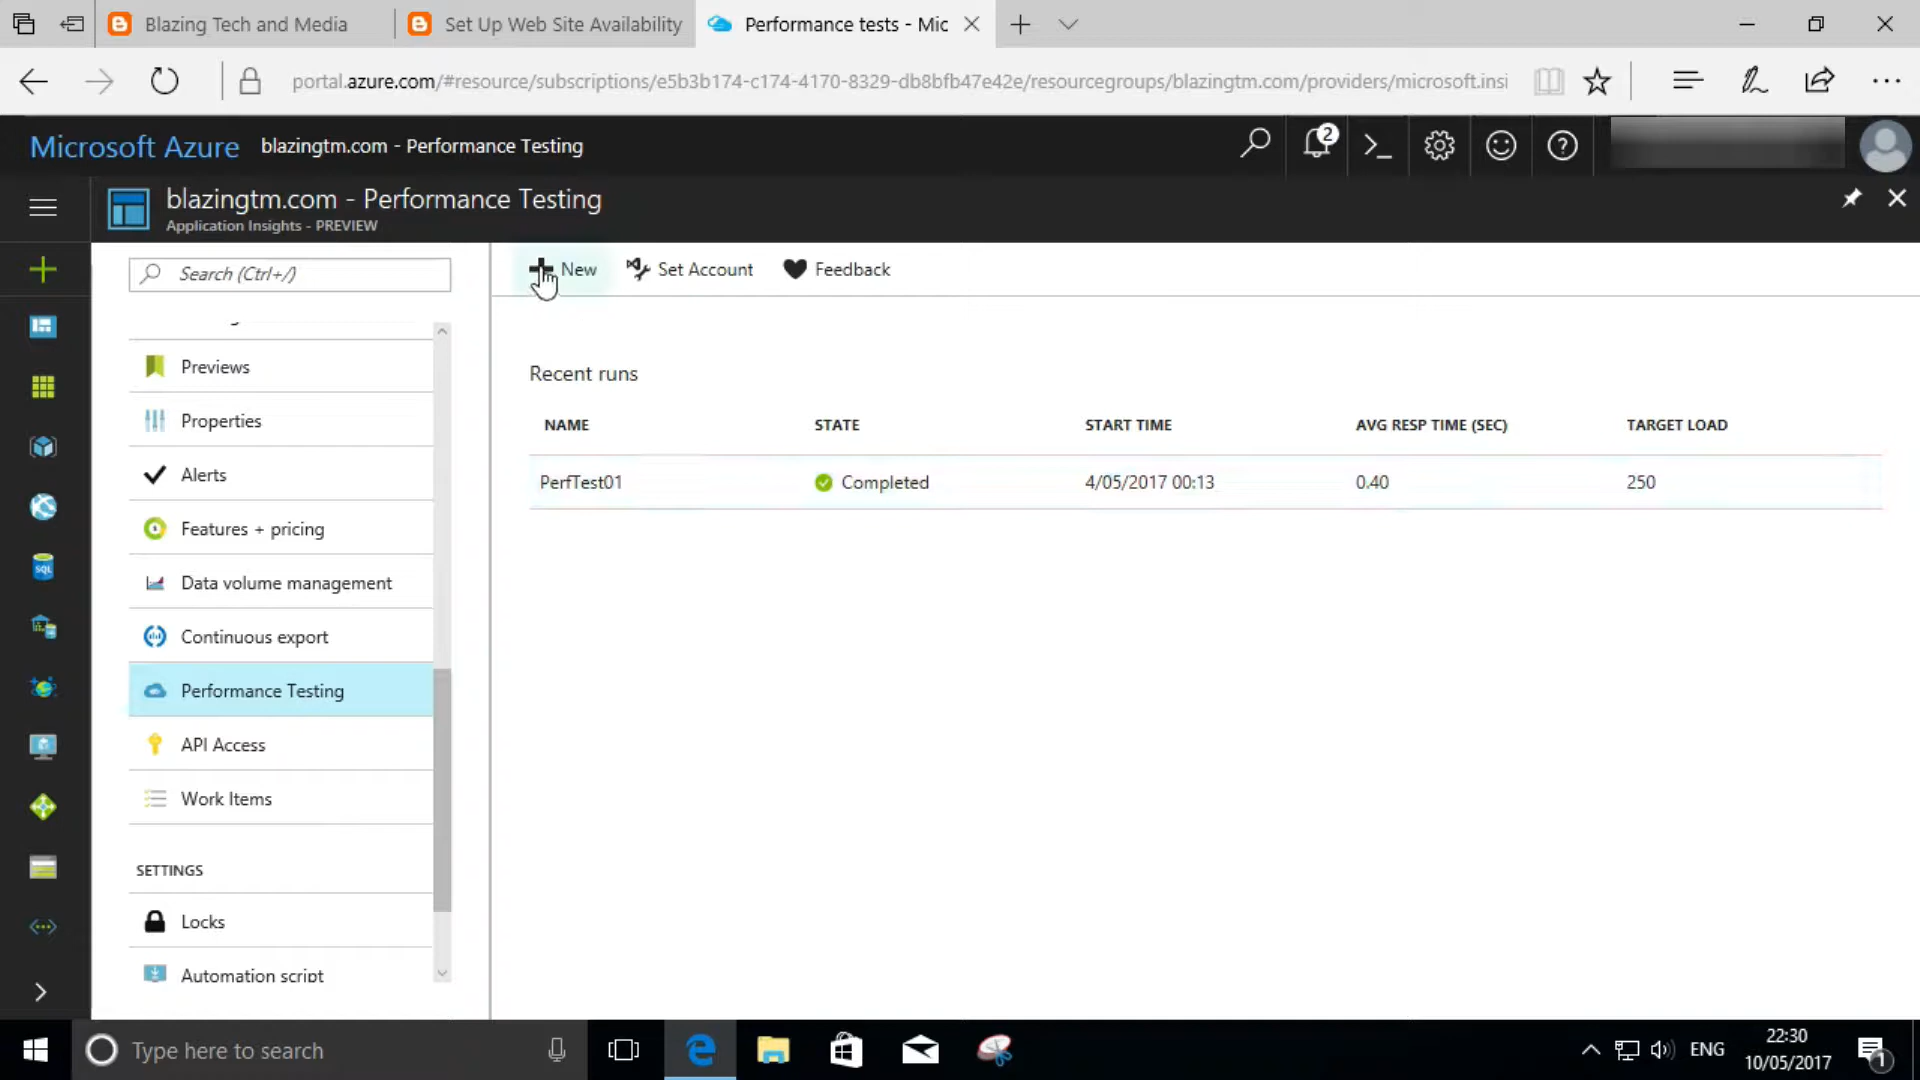 Blazing Tech and Media
Set Up Web Site Availability
Performance tests - Mic
portal.azure.com/#resource/subscriptions/e5b3b174-c174-4170-8329-db8bfb47e42e/resourcegroups/blazingtm.com/providers/microsoft.insi
Microsoft Azure blazingtm.com - Performance Testing
2
blazingtm.com - Performance Testing
Application Insights - PREVIEW
Search (Ctrl+/)
New Set Account Feedback
Previews
Properties
Alerts
Features + pricing
Data volume management
Continuous export
Performance Testing
API Access
Work Items
SETTINGS
Locks
Automation script
Recent runs
NAME STATE START TIME AVG RESP TIME (SEC) TARGET LOAD
PerfTest01 Completed 4/05/2017 00:13 0.40 250
SQL
Type here to search
ENG
22:30
10/05/2017
1